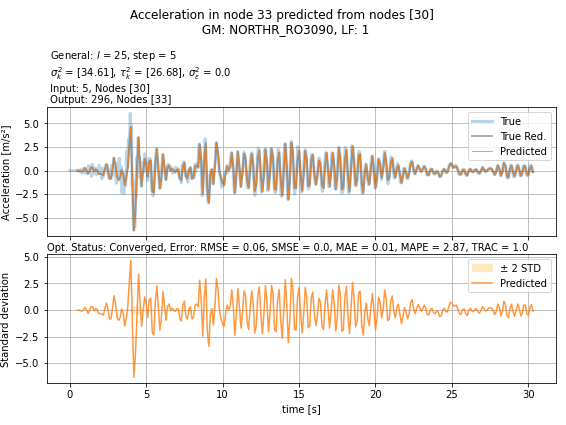 Acceleration in node 33 predicted from nodes [30]
GM: NORTHR_RO3090, LF: 1
General: l = 25, step = 5
σ²ₖ = [34.61], τ²ₖ = [26.68], σ²ε = 0.0
Input: 5, Nodes [30]
Output: 296, Nodes [33]
Acceleration [m/s²]
5.0
2.5
0.0
−2.5
−5.0
True
True Red.
Predicted
Opt. Status: Converged, Error: RMSE = 0.06, SMSE = 0.0, MAE = 0.01, MAPE = 2.87, TRAC = 1.0
Standard deviation
5.0
2.5
0.0
−2.5
−5.0
± 2 STD
Predicted
0 5 10 15 20 25 30
time [s]